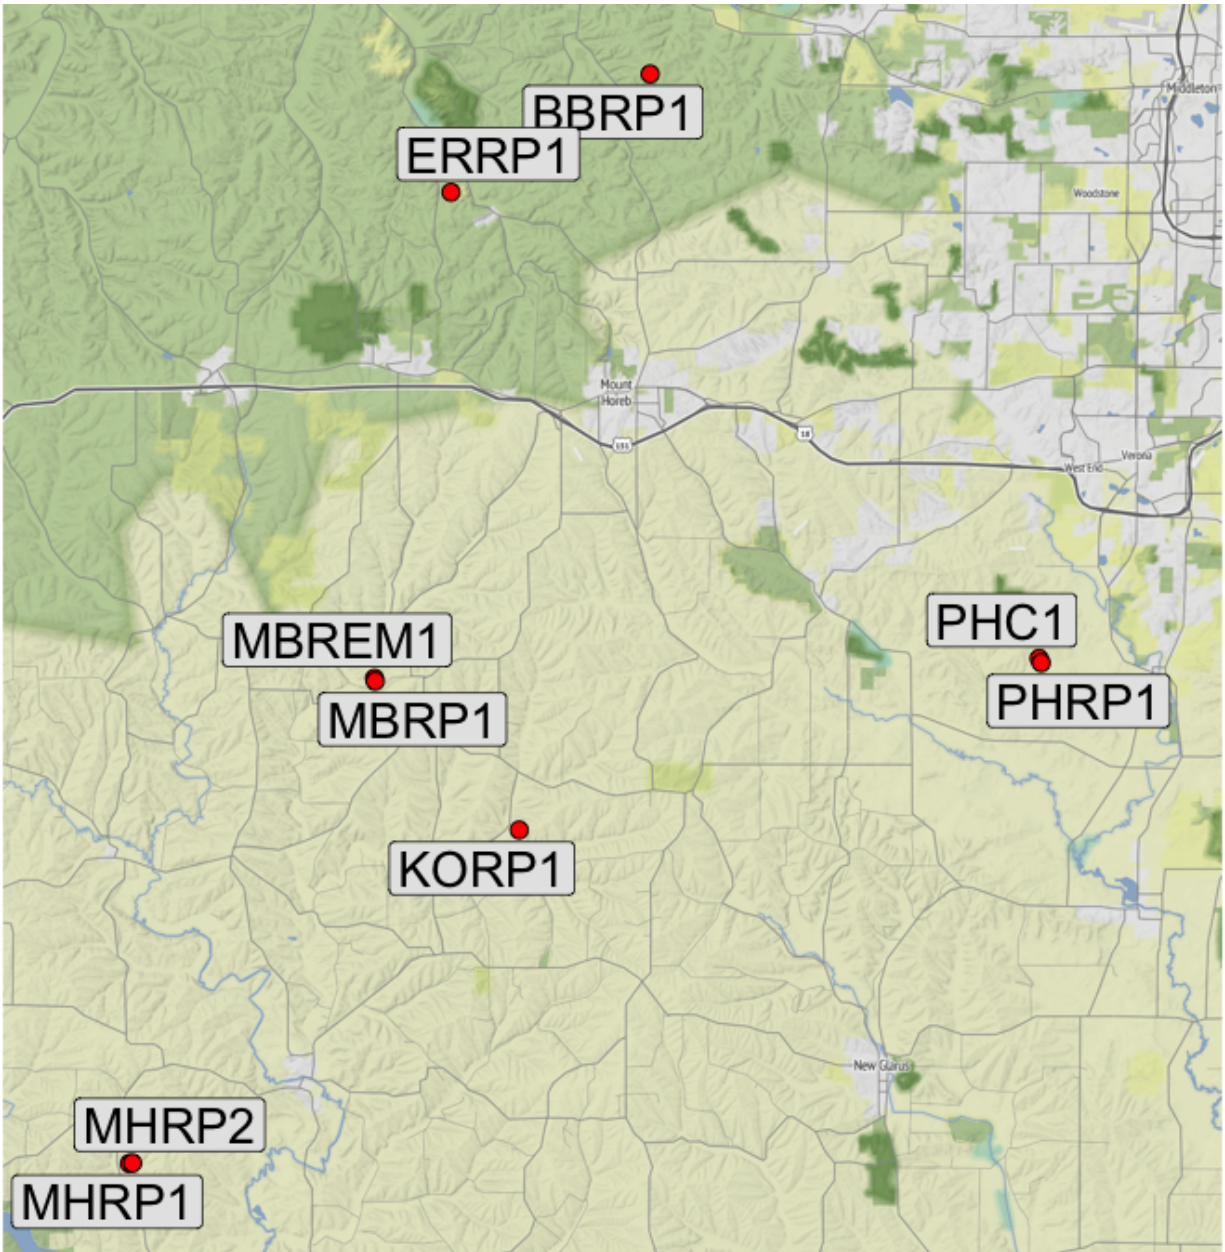 BBRP1
Middleton
ERRP1
Woodstone
Mount
Horeb
18
151
Verona
West End
PHC1
MBREM1
PHRP1
MBRP1
KORP1
New Glarus
MHRP2
MHRP1